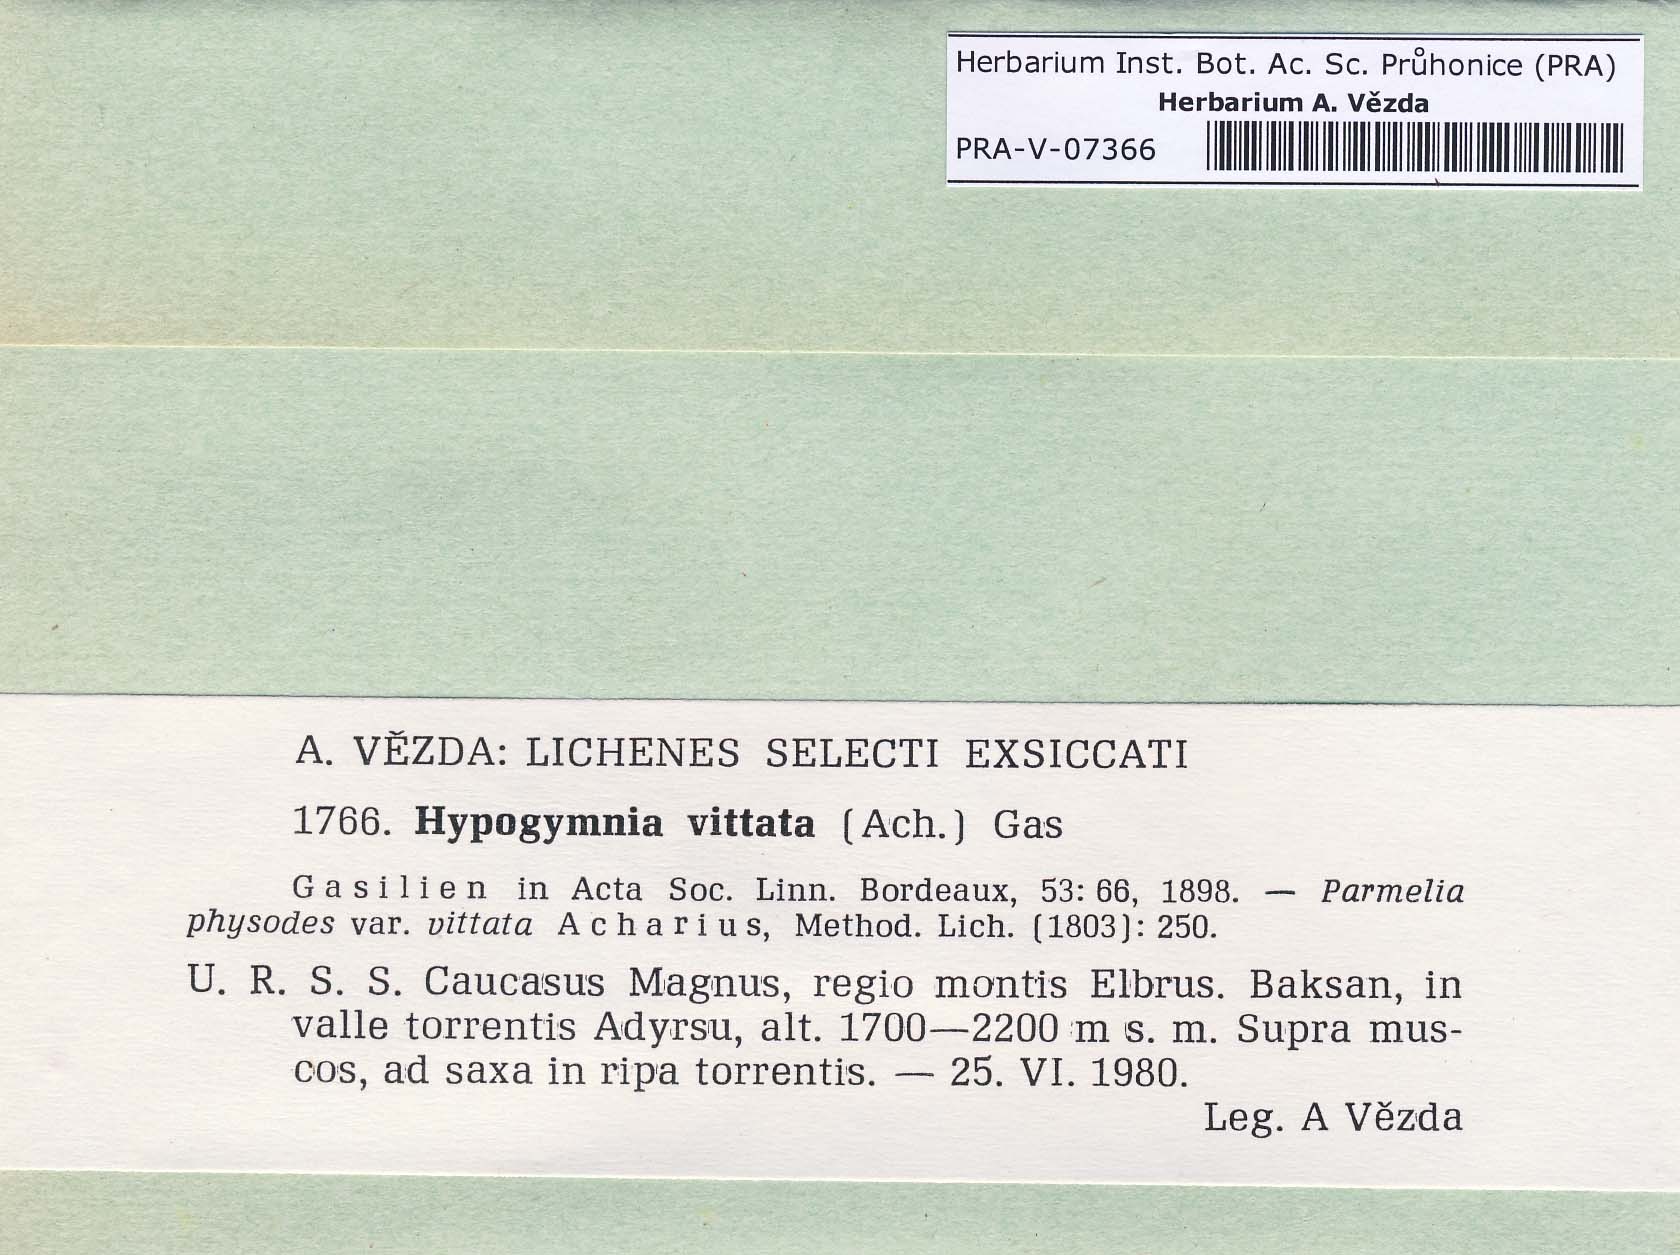 Herbarium Inst. Bot. Ac. Sc. Průhonice (PRA)
Herbarium A. Vězda
PRA-V-07366
A. VĚZDA: LICHENES SELECTI EXSICCATI
1766. Hypogymnia vittata (Ach.) Gas
Gasilien in Acta Soc. Linn. Bordeaux, 53: 66, 1898. — Parmelia
physodes var. vittata Acharius, Method. Lich. (1803): 250.
U. R. S. S. Caucasus Magnus, regio montis Elbrus. Baksan, in
valle torrentis Adyrsu, alt. 1700—2200 m s. m. Supra mus-
cos, ad saxa in ripa torrentis. — 25. VI. 1980.
Leg. A Vězda